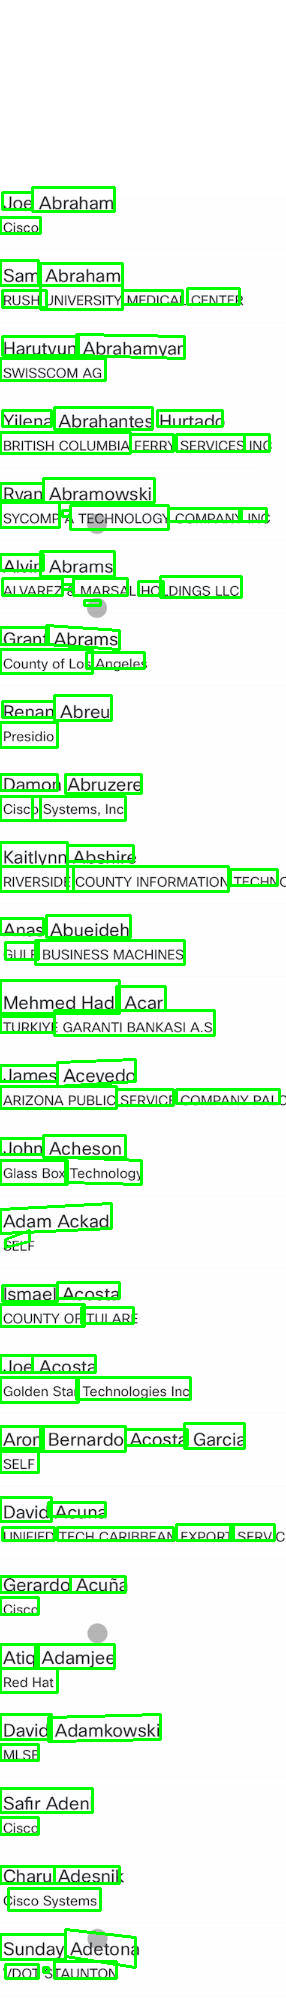 Joe Abraham
Cisco
Sam Abraham
RUSH UNIVERSITY MEDICAL CENTER
Harutyun Abrahamyan
SWISSCOM AG
Yilena Abrahantes Hurtado
BRITISH COLUMBIA FERRY SERVICES INC
Ryan Abramowski
SYCOMP A TECHNOLOGY COMPANY INC
Alvin Abrams
ALVAREZ & MARSAL HOLDINGS LLC
Grant Abrams
County of Los Angeles
Renan Abreu
Presidio
Damon Abruzere
Cisco Systems, Inc
Kaitlynn Abshire
RIVERSIDE COUNTY INFORMATION TECHNO
Anas Abueideh
GULF BUSINESS MACHINES
Mehmed Hadi Acar
TURKIYE GARANTI BANKASI A.S
James Acevedo
ARIZONA PUBLIC SERVICE COMPANY PALO
John Acheson
Glass Box Technology
Adam Ackad
SELF
Ismael Acosta
COUNTY OF TULARE
Joe Acosta
Golden Star Technologies Inc
Aron Bernardo Acosta Garcia
SELF
David Acuna
UNIFIED TECH CARIBBEAN EXPORT SERVIC
Gerardo Acuña
Cisco
Atiq Adamjee
Red Hat
David Adamkowski
MLSE
Safir Aden
Cisco
Charu Adesnik
Cisco Systems
Sunday Adetona
VDOT STAUNTON